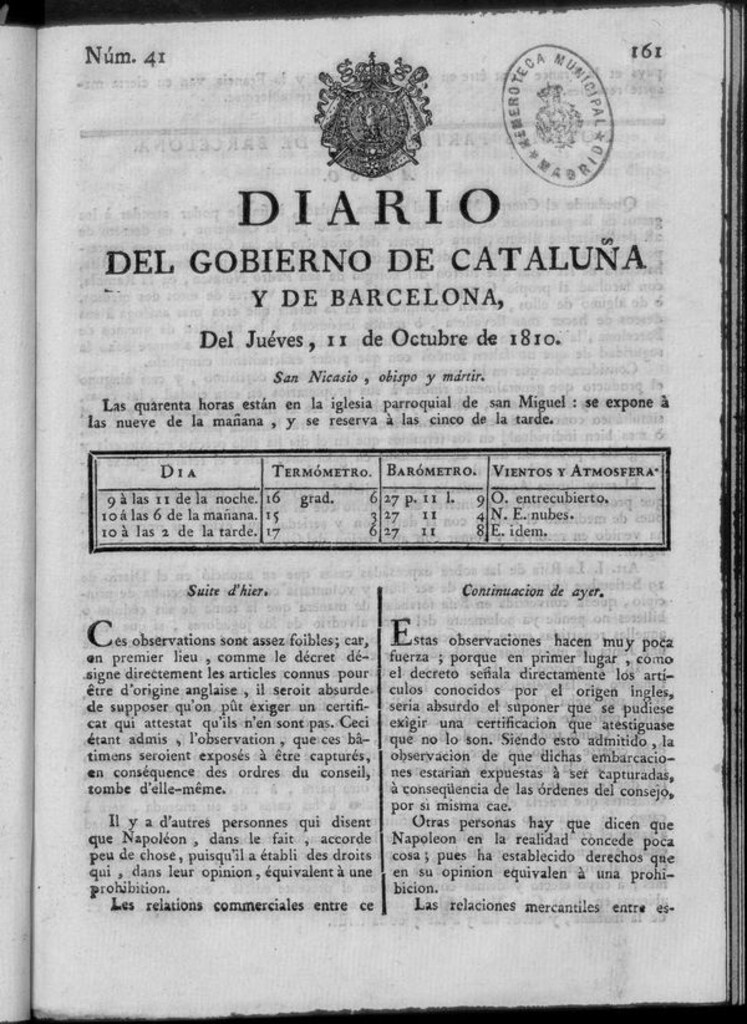 Núm. 41
161
HEMEROTECA MUNICIPAL
* MADRID *
DIARIO
DEL GOBIERNO DE CATALUÑA
Y DE BARCELONA,
Del Juéves, 11 de Octubre de 1810.
San Nicasio, obispo y mártir.
Las quarenta horas están en la iglesia parroquial de san Miguel : se expone à
las nueve de la mañana , y se reserva à las cinco de la tarde.
DIA TERMÓMETRO. BARÓMETRO. VIENTOS Y ATMOSFERA.
9 à las 11 de la noche. 16 grad. 6 27 p. 11 l. 9 O. entrecubierto.
10 á las 6 de la mañana. 15 3 27 11 4 N. E. nubes.
10 à las 2 de la tarde. 17 6 27 11 8 E. idem.
Suite d'hier.
Ces observations sont assez foibles; car,
en premier lieu , comme le décret dé-
signe directement les articles connus pour
être d'origine anglaise , il seroit absurde
de supposer qu'on pût exiger un certifi-
cat qui attestat qu'ils n'en sont pas. Ceci
étant admis , l'observation , que ces bâ-
timens seroient exposés à être capturés,
en conséquence des ordres du conseil,
tombe d'elle-même.
Il y a d'autres personnes qui disent
que Napoléon , dans le fait , accorde
peu de chose, puisqu'il a établi des droits
qui , dans leur opinion, équivalent à une
prohibition.
Les relations commerciales entre ce
Continuacion de ayer.
Estas observaciones hacen muy poca
fuerza ; porque en primer lugar , como
el decreto señala directamente los artí-
culos conocidos por el origen ingles,
seria absurdo el suponer que se pudiese
exigir una certificacion que atestiguase
que no lo son. Siendo esto admitido , la
observacion de que dichas embarcacio-
nes estarian expuestas à ser capturadas,
à conseqüencia de las órdenes del consejo,
por si misma cae.
Otras personas hay que dicen que
Napoleon en la realidad concede poca
cosa ; pues ha establecido derechos que
en su opinion equivalen à una prohi-
bicion.
Las relaciones mercantiles entre es-